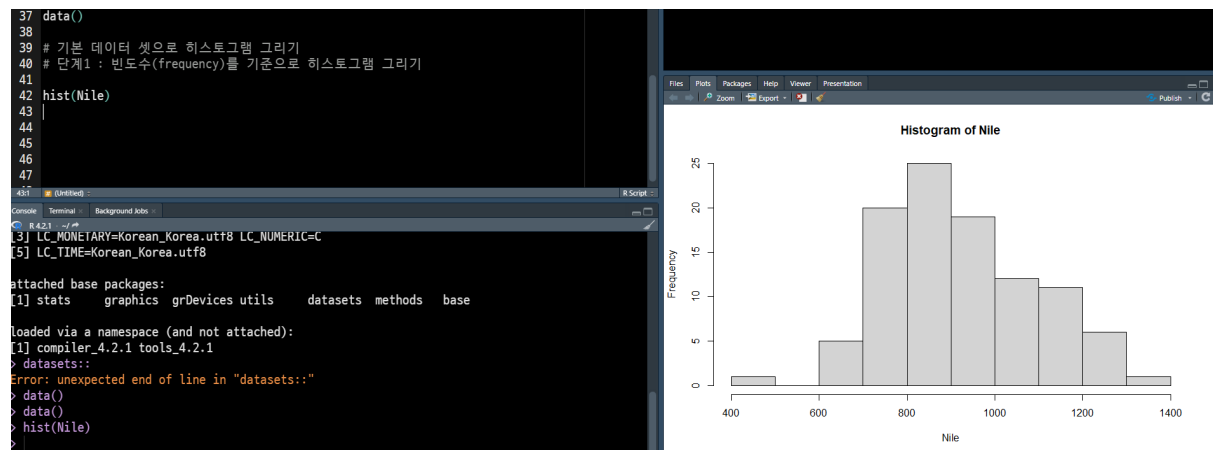 37 data()
38
39 # 기본 데이터 셋으로 히스토그램 그리기
40 # 단계1 : 빈도수(frequency)를 기준으로 히스토그램 그리기
41
42 hist(Nile)
43
44
45
46
47
43:1 (Untitled) R Script
Console Terminal Background Jobs
R 4.2.1 · ~/
[3] LC_MONETARY=Korean_Korea.utf8 LC_NUMERIC=C
[5] LC_TIME=Korean_Korea.utf8
attached base packages:
[1] stats graphics grDevices utils datasets methods base
loaded via a namespace (and not attached):
[1] compiler_4.2.1 tools_4.2.1
> datasets::
Error: unexpected end of line in "datasets::"
> data()
> data()
> hist(Nile)
>
Files Plots Packages Help Viewer Presentation
Zoom Export Publish
Histogram of Nile
Frequency
25
20
15
10
5
0
400 600 800 1000 1200 1400
Nile